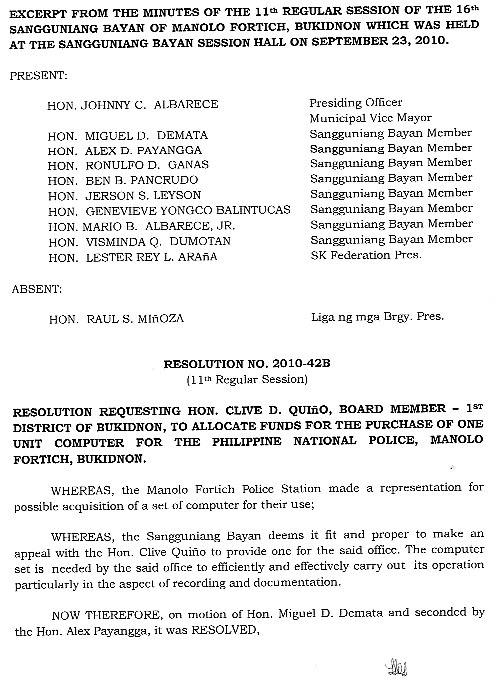 EXCERPT FROM THE MINUTES OF THE 11th REGULAR SESSION OF THE 16th
SANGGUNIANG BAYAN OF MANOLO FORTICH, BUKIDNON WHICH WAS HELD
AT THE SANGGUNIANG BAYAN SESSION HALL ON SEPTEMBER 23, 2010.
PRESENT:
HON. JOHNNY C. ALBARECE Presiding Officer
Municipal Vice Mayor
HON. MIGUEL D. DEMATA Sangguniang Bayan Member
HON. ALEX D. PAYANGGA Sangguniang Bayan Member
HON. RONULFO D. GANAS Sangguniang Bayan Member
HON. BEN B. PANCRUDO Sangguniang Bayan Member
HON. JERSON S. LEYSON Sangguniang Bayan Member
HON. GENEVIEVE YONGCO BALINTUCAS Sangguniang Bayan Member
HON. MARIO B. ALBARECE, JR. Sangguniang Bayan Member
HON. VISMINDA Q. DUMOTAN Sangguniang Bayan Member
HON. LESTER REY L. ARAñA SK Federation Pres.
ABSENT:
HON. RAUL S. MIñOZA Liga ng mga Brgy. Pres.
RESOLUTION NO. 2010-42B
(11th Regular Session)
RESOLUTION REQUESTING HON. CLIVE D. QUIñO, BOARD MEMBER – 1ST
DISTRICT OF BUKIDNON, TO ALLOCATE FUNDS FOR THE PURCHASE OF ONE
UNIT COMPUTER FOR THE PHILIPPINE NATIONAL POLICE, MANOLO
FORTICH, BUKIDNON.
WHEREAS, the Manolo Fortich Police Station made a representation for
possible acquisition of a set of computer for their use;
WHEREAS, the Sangguniang Bayan deems it fit and proper to make an
appeal with the Hon. Clive Quiño to provide one for the said office. The computer
set is needed by the said office to efficiently and effectively carry out its operation
particularly in the aspect of recording and documentation.
NOW THEREFORE, on motion of Hon. Miguel D. Demata and seconded by
the Hon. Alex Payangga, it was RESOLVED,